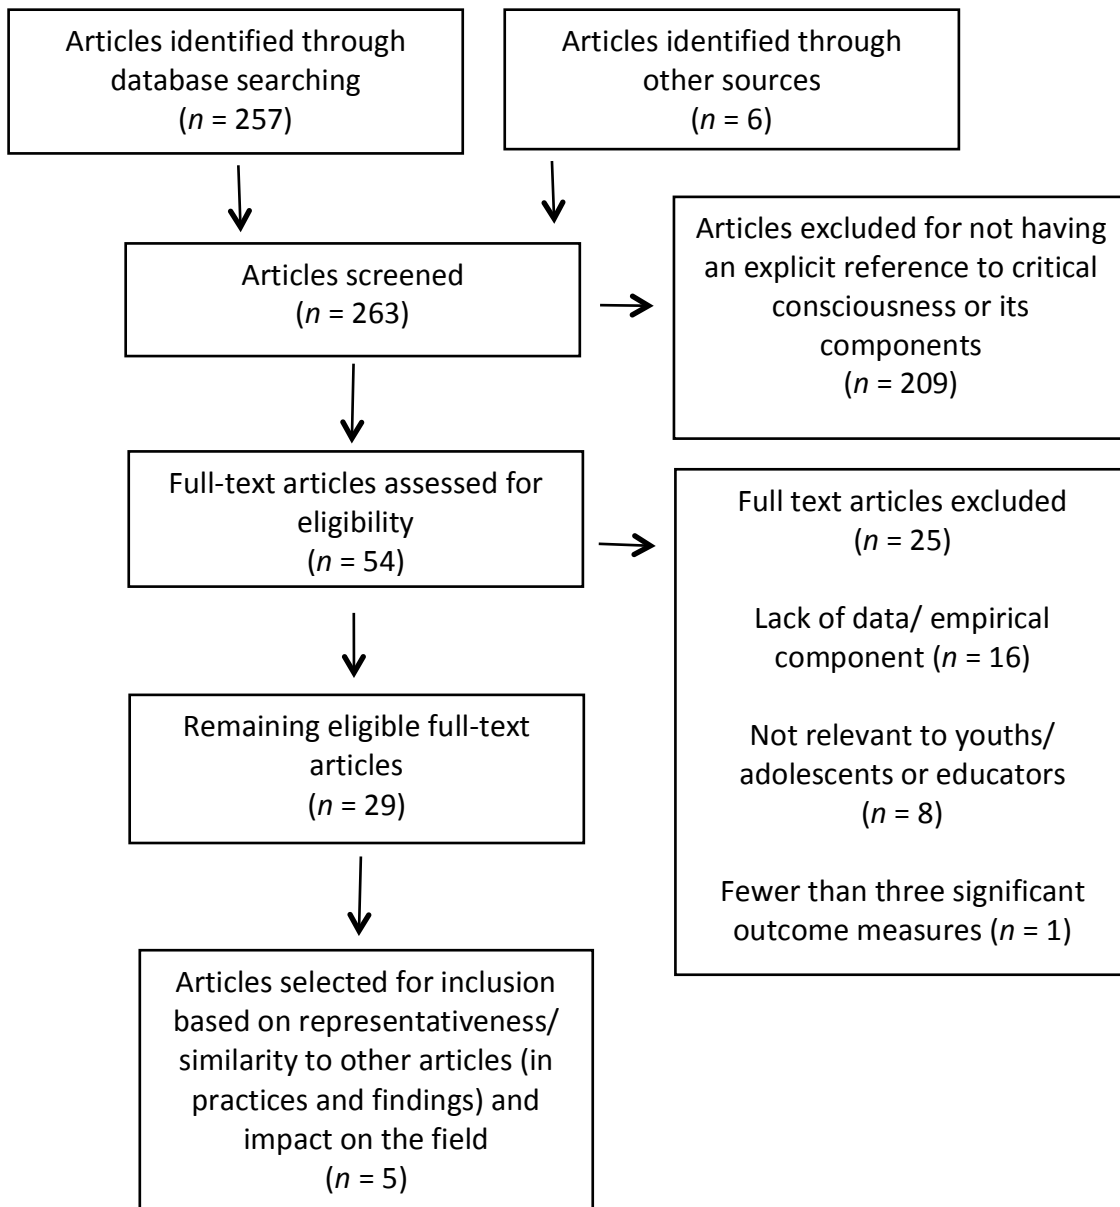 Articles identified through
database searching
(n = 257)
Articles identified through
other sources
(n = 6)
Articles screened
(n = 263)
Articles excluded for not having
an explicit reference to critical
consciousness or its
components
(n = 209)
Full-text articles assessed for
eligibility
(n = 54)
Full text articles excluded
(n = 25)
Lack of data/ empirical
component (n = 16)
Not relevant to youths/
adolescents or educators
(n = 8)
Fewer than three significant
outcome measures (n = 1)
Remaining eligible full-text
articles
(n = 29)
Articles selected for inclusion
based on representativeness/
similarity to other articles (in
practices and findings) and
impact on the field
(n = 5)